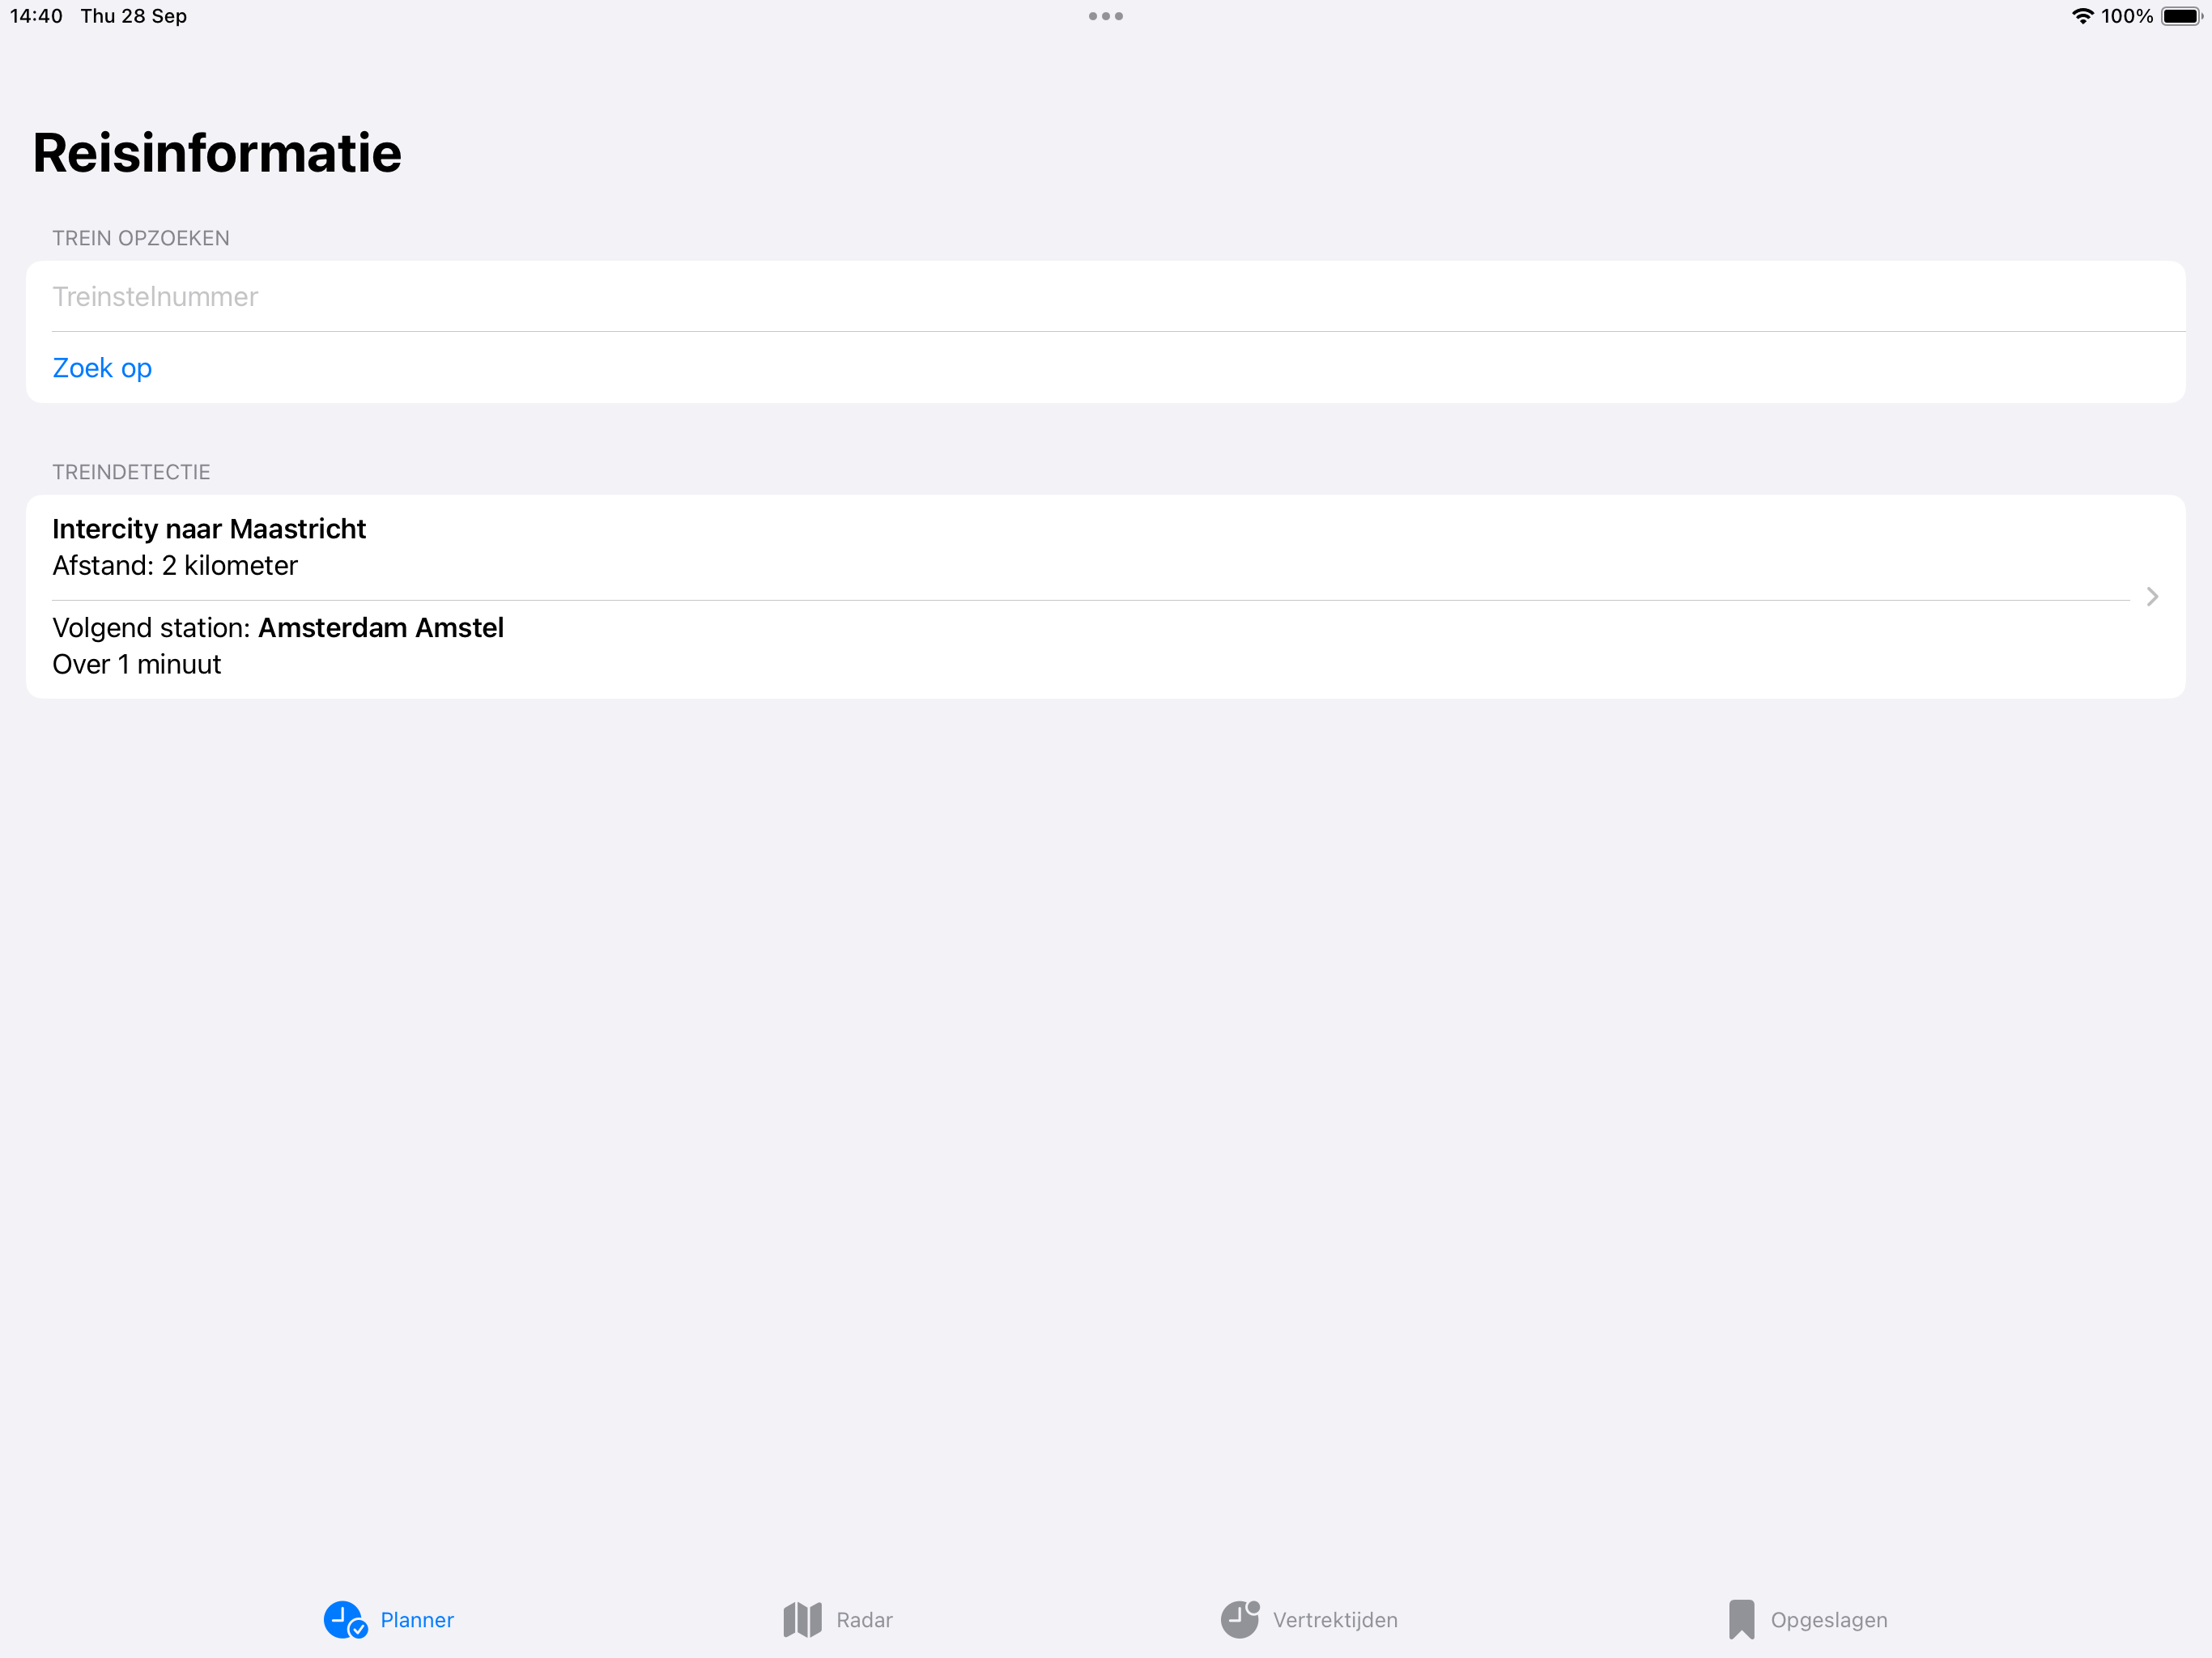 14:40 Thu 28 Sep
100%
Reisinformatie
TREIN OPZOEKEN
Treinstelnummer
Zoek op
TREINDETECTIE
Intercity naar Maastricht
Afstand: 2 kilometer
Volgend station: Amsterdam Amstel
Over 1 minuut
Planner
Radar
Vertrektijden
Opgeslagen